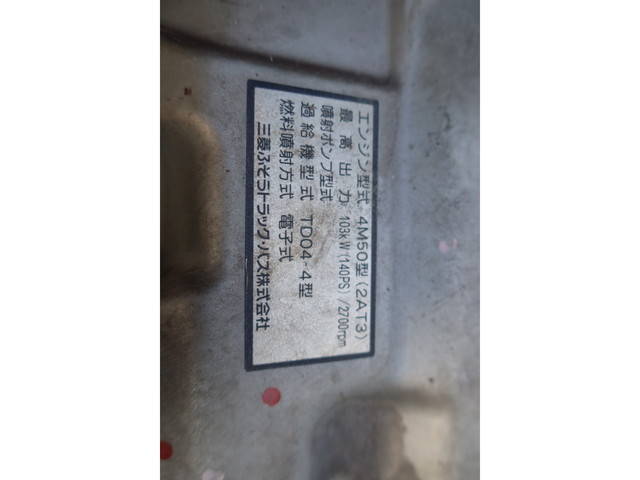 エンジン型式 4M50型(2AT3)
最高出力 103kW(140PS)/2700rpm
噴射ポンプ型式
過給機型式 TD04-4型
燃料噴射方式 電子式
三菱ふそうトラック・バス株式会社